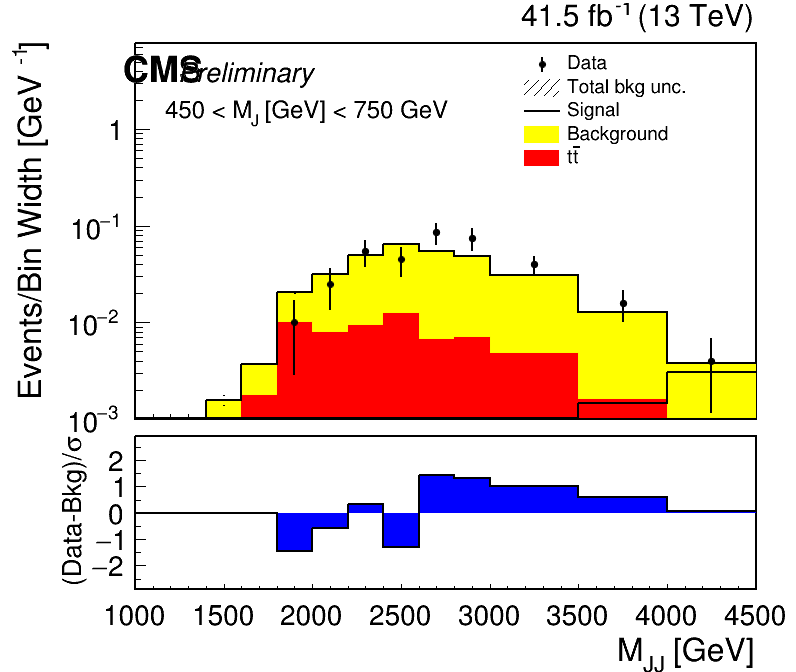 41.5 fb⁻¹ (13 TeV)
CMS Preliminary
450 < M_J [GeV] < 750 GeV
Data
Total bkg unc.
Signal
Background
tt̄
Events/Bin Width [GeV⁻¹]
1
10⁻¹
10⁻²
10⁻³
(Data-Bkg)/σ
2
1
0
−1
−2
1000 1500 2000 2500 3000 3500 4000 4500
M_JJ [GeV]